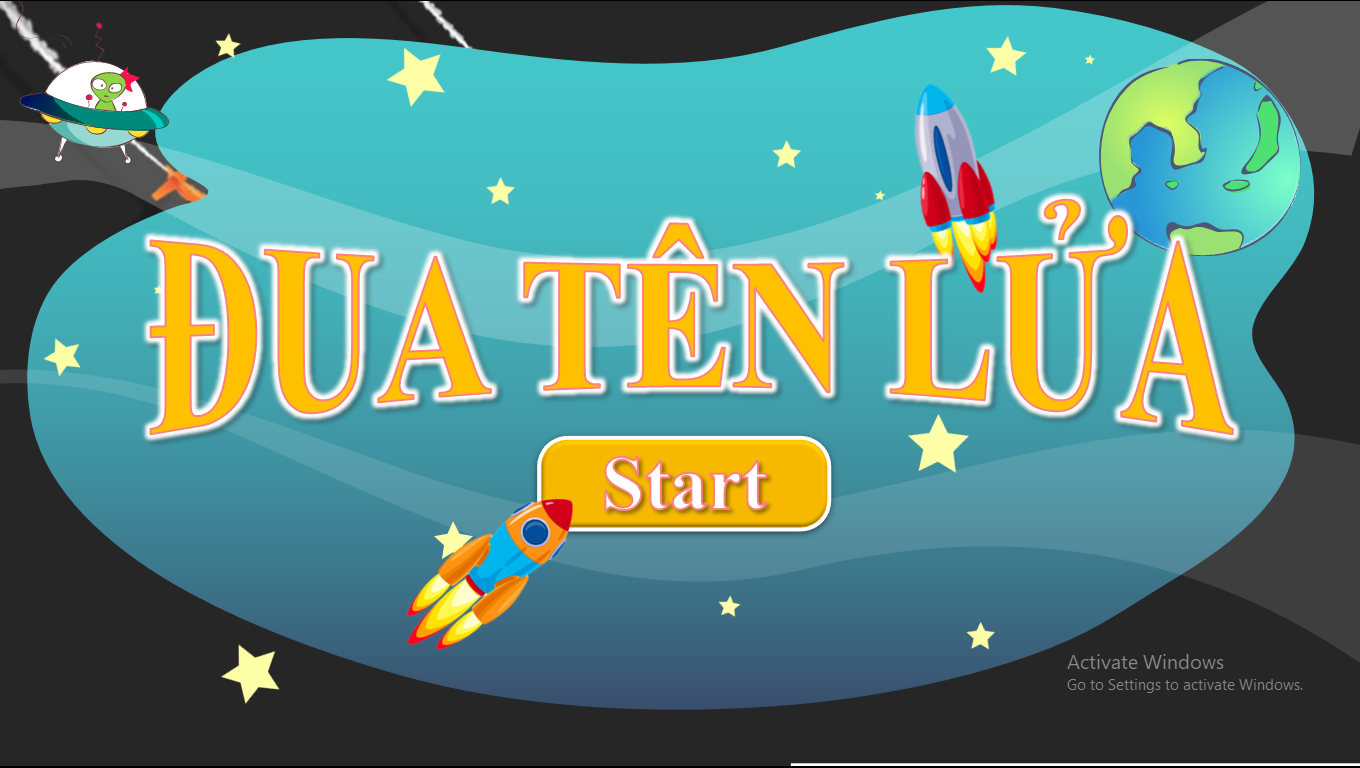 ĐUA TÊN LỬA
Start
Activate Windows
Go to Settings to activate Windows.